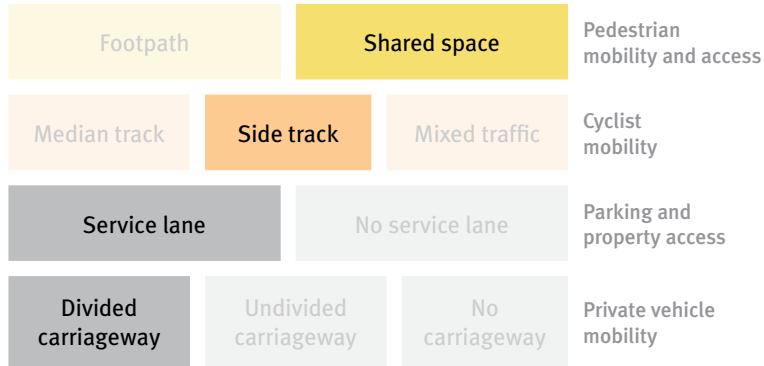 Footpath
Shared space
Pedestrian
mobility and access
Median track
Side track
Mixed traffic
Cyclist
mobility
Service lane
No service lane
Parking and
property access
Divided
carriageway
Undivided
carriageway
No
carriageway
Private vehicle
mobility